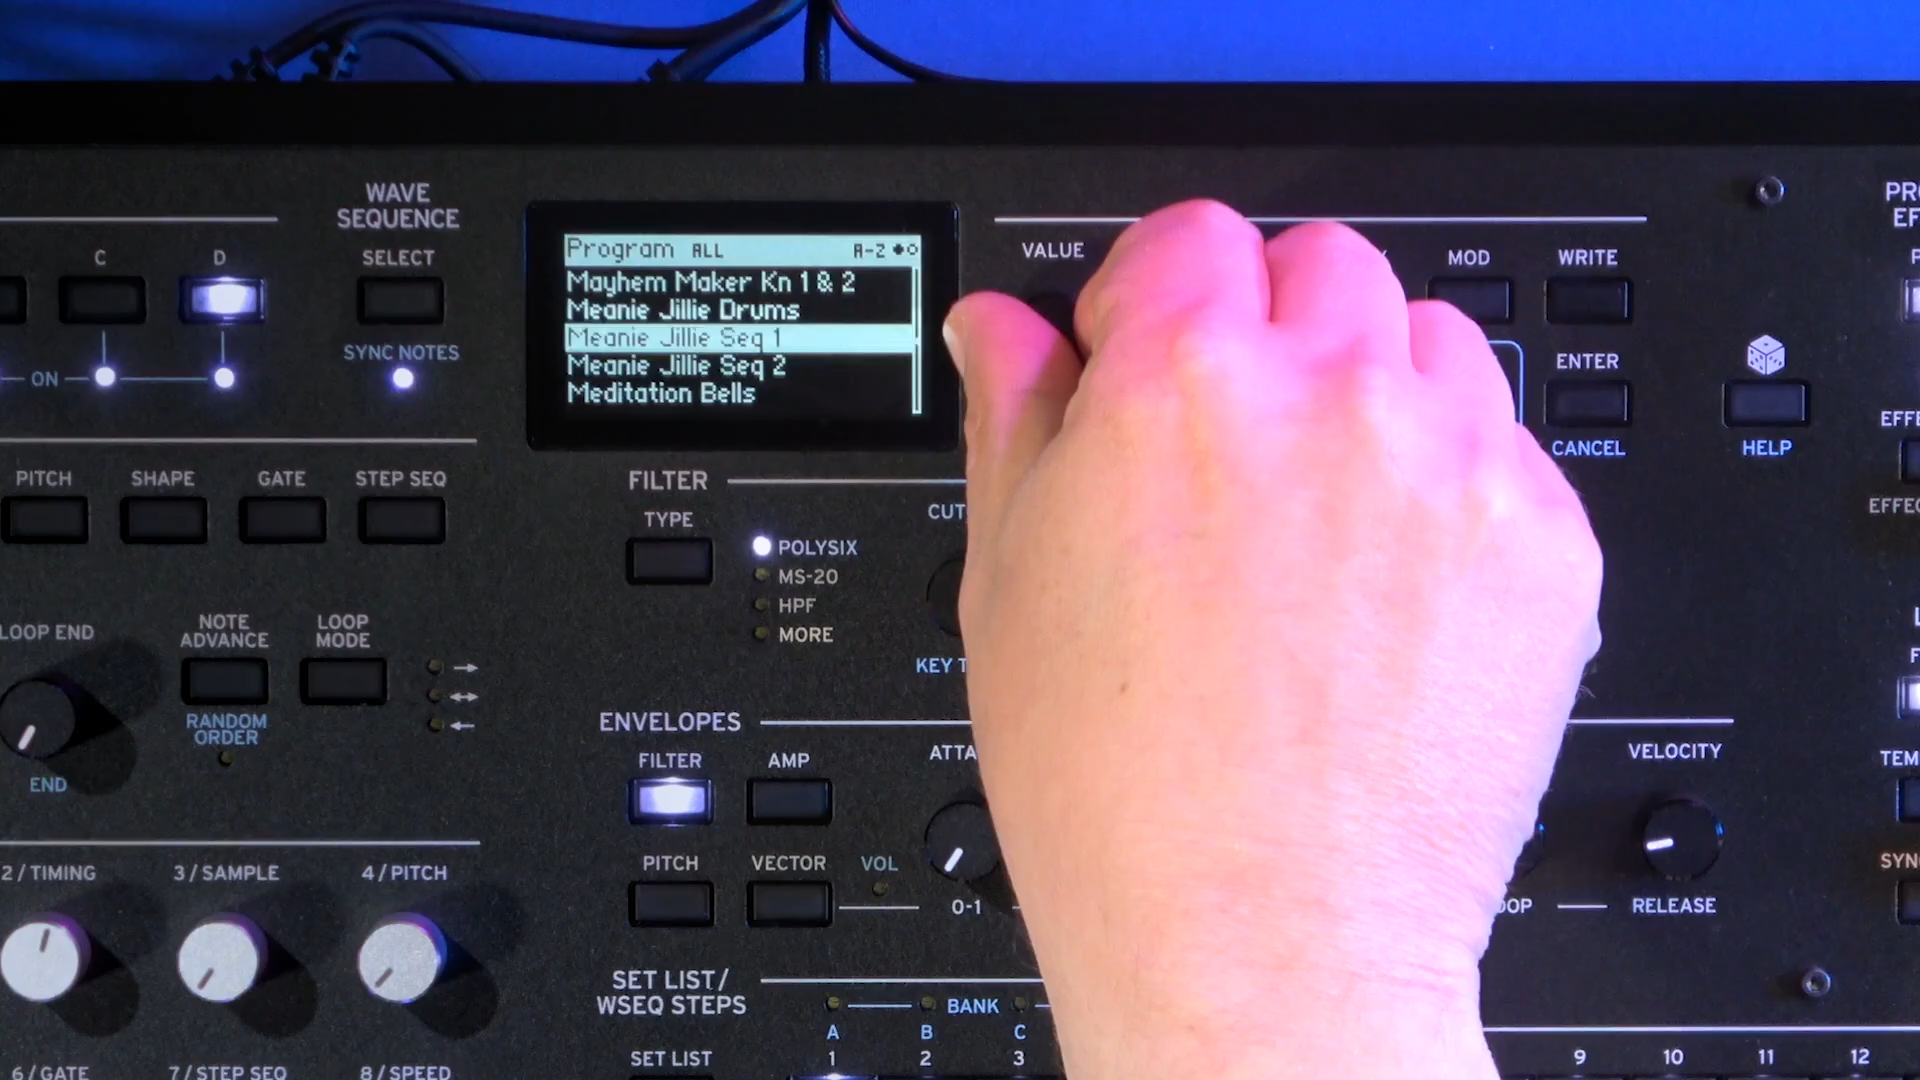 WAVE
SEQUENCE
C
D
SELECT
SYNC NOTES
ON
Program ALL A-Z
Mayhem Maker Kn 1 & 2
Meanie Jillie Drums
Meanie Jillie Seq 1
Meanie Jillie Seq 2
Meditation Bells
VALUE
MOD
WRITE
ENTER
CANCEL
HELP
PITCH
SHAPE
GATE
STEP SEQ
FILTER
TYPE
POLYSIX
MS-20
HPF
MORE
KEY
LOOP END
NOTE
ADVANCE
LOOP
MODE
RANDOM
ORDER
END
ENVELOPES
FILTER
AMP
PITCH
VECTOR
VOL
0-1
VELOCITY
RELEASE
2 / TIMING
3 / SAMPLE
4 / PITCH
6 / GATE
7 / STEP SEQ
8 / SPEED
SET LIST /
WSEQ STEPS
BANK
A
B
C
SET LIST
1
2
3
9
10
11
12